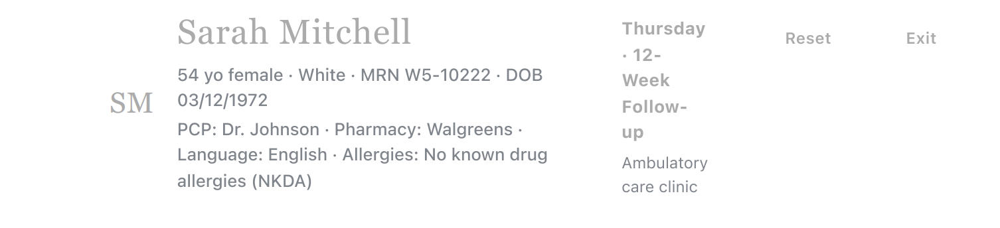 SM
Sarah Mitchell
54 yo female · White · MRN W5-10222 · DOB
03/12/1972
PCP: Dr. Johnson · Pharmacy: Walgreens ·
Language: English · Allergies: No known drug
allergies (NKDA)
Thursday
· 12-
Week
Follow-
up
Ambulatory
care clinic
Reset
Exit